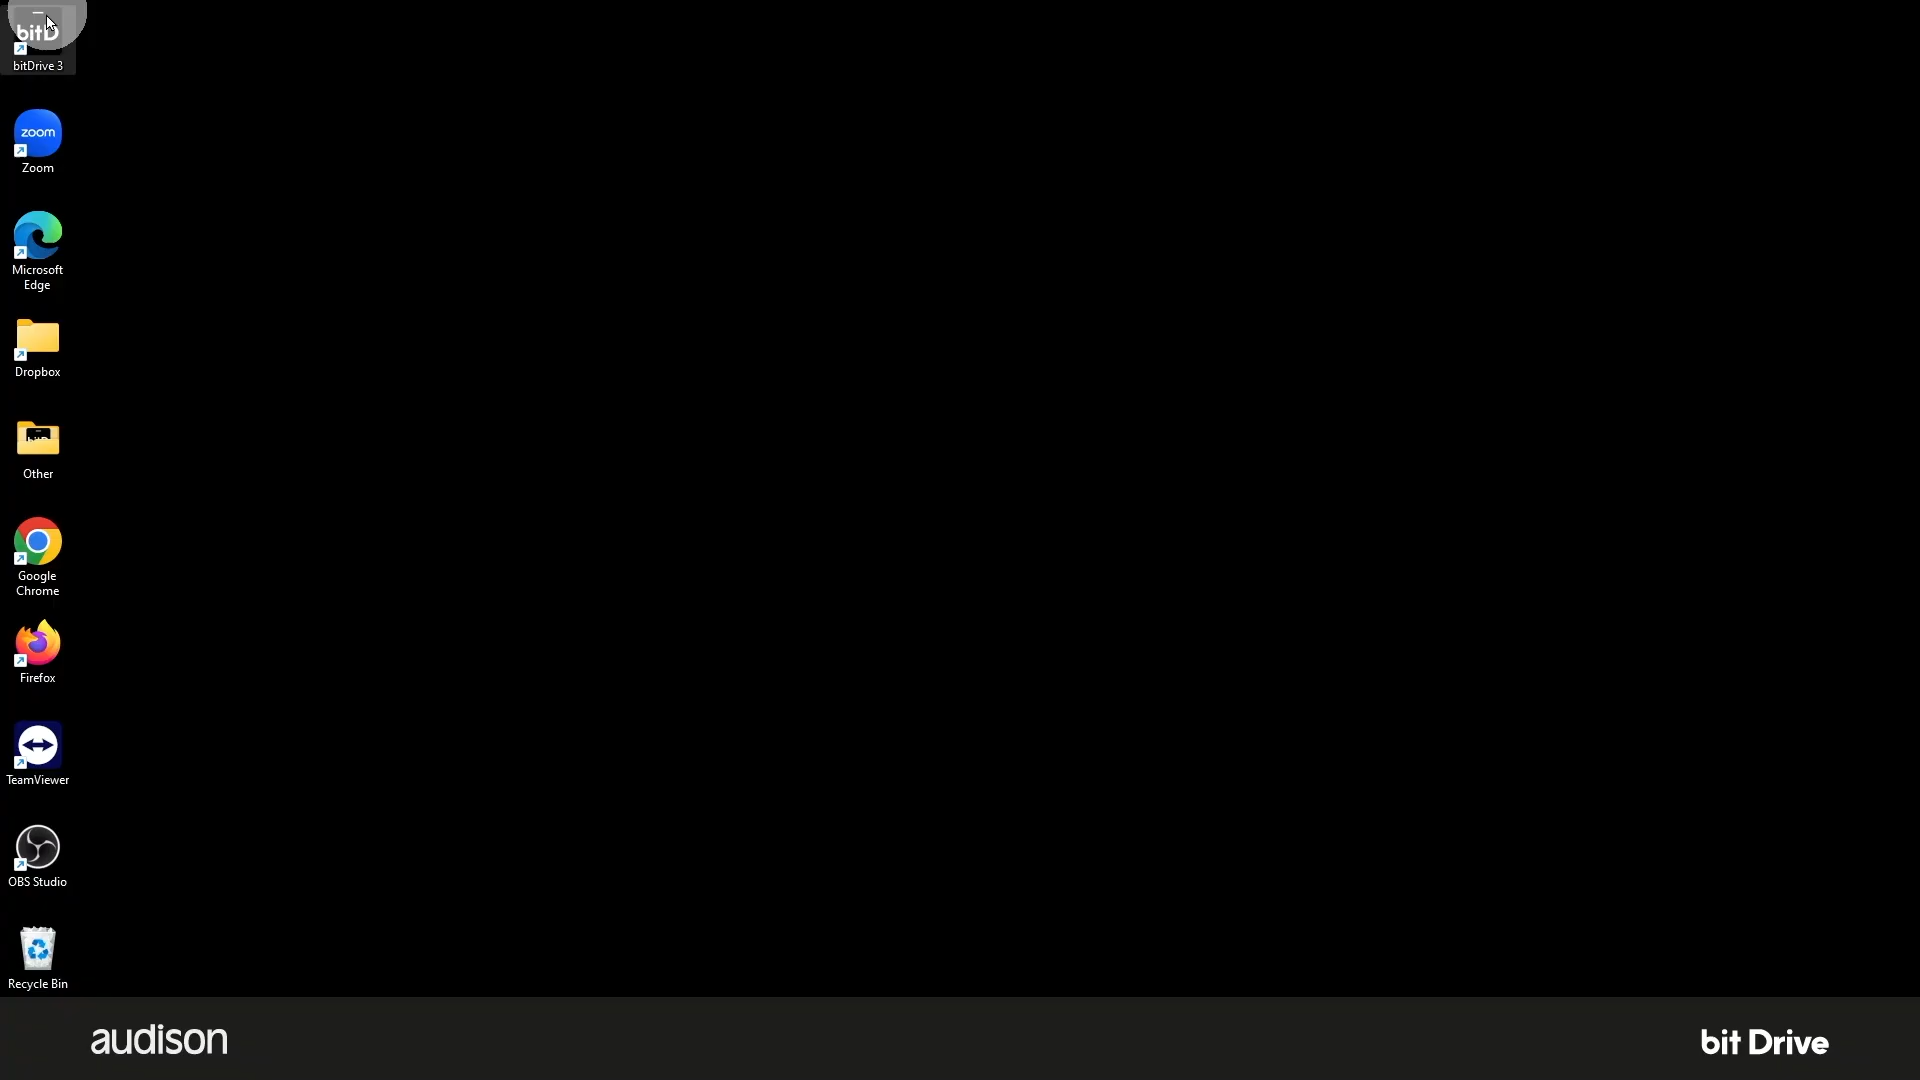 bitD
bitDrive 3
zoom
Zoom
Microsoft
Edge
Dropbox
Other
Google
Chrome
Firefox
TeamViewer
OBS Studio
Recycle Bin
audison
bit Drive